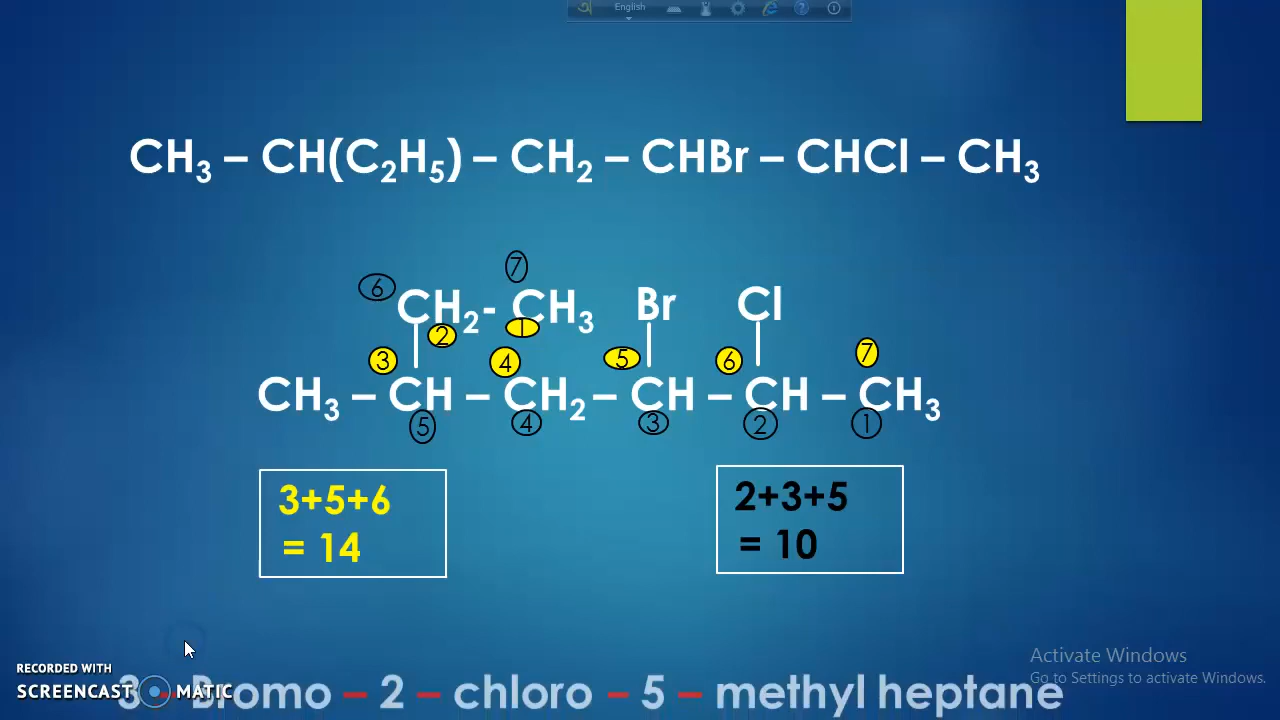 English
CH₃ – CH(C₂H₅) – CH₂ – CHBr – CHCl – CH₃
6 7
CH₂- CH₃ Br Cl
2 1
3 4 5 6 7
CH₃ – CH – CH₂ – CH – CH – CH₃
5 4 3 2 1
3+5+6
= 14
2+3+5
= 10
Activate Windows
Go to Settings to activate Windows.
RECORDED WITH
SCREENCAST MATIC
3 – Bromo – 2 – chloro – 5 – methyl heptane